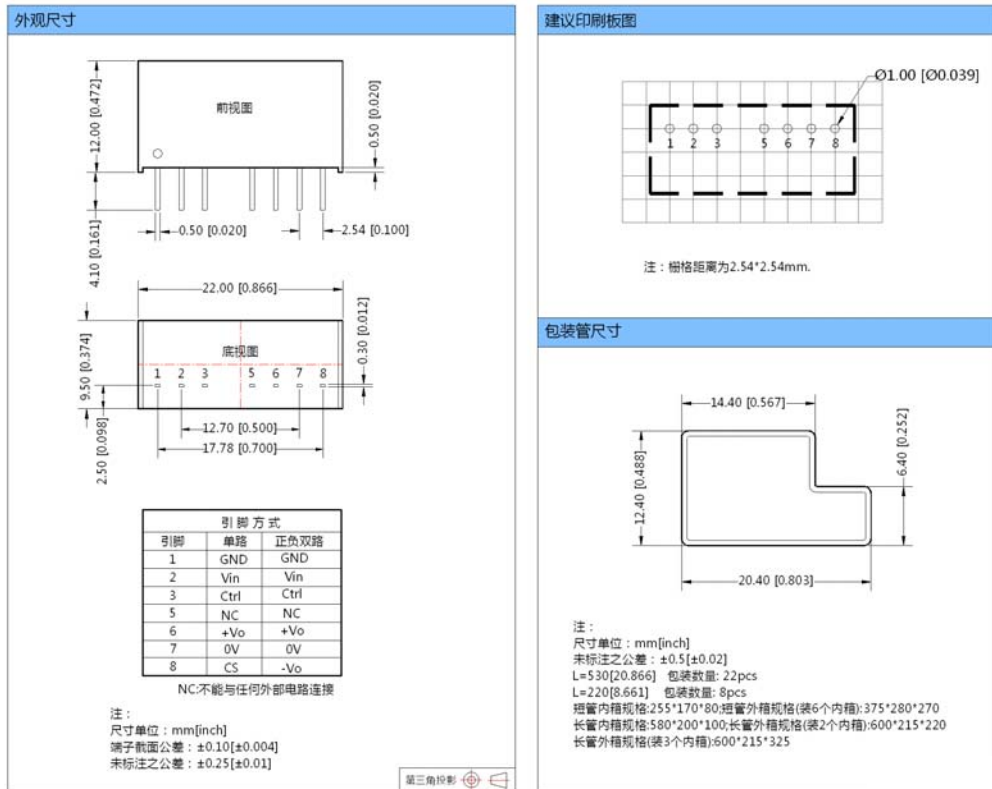 外观尺寸
前视图
12.00 [0.472]
0.50 [0.020]
4.10 [0.161]
0.50 [0.020]
2.54 [0.100]
22.00 [0.866]
底视图
0.30 [0.012]
9.50 [0.374]
1 2 3 5 6 7 8
12.70 [0.500]
17.78 [0.700]
2.50 [0.098]
引脚方式
引脚 单路 正负双路
1 GND GND
2 Vin Vin
3 Ctrl Ctrl
5 NC NC
6 +Vo +Vo
7 0V 0V
8 CS -Vo
NC:不能与任何外部电路连接
注：
尺寸单位：mm[inch]
端子截面公差：±0.10[±0.004]
未标注之公差：±0.25[±0.01]
第三角投影
建议印刷板图
Ø1.00 [Ø0.039]
1 2 3 5 6 7 8
注：栅格距离为2.54*2.54mm.
包装管尺寸
14.40 [0.567]
6.40 [0.252]
12.40 [0.488]
20.40 [0.803]
注：
尺寸单位：mm[inch]
未标注之公差：±0.5[±0.02]
L=530[20.866] 包装数量: 22pcs
L=220[8.661] 包装数量: 8pcs
短管内箱规格:255*170*80;短管外箱规格(装6个内箱):375*280*270
长管内箱规格:580*200*100;长管外箱规格(装2个内箱):600*215*220
长管外箱规格(装3个内箱):600*215*325